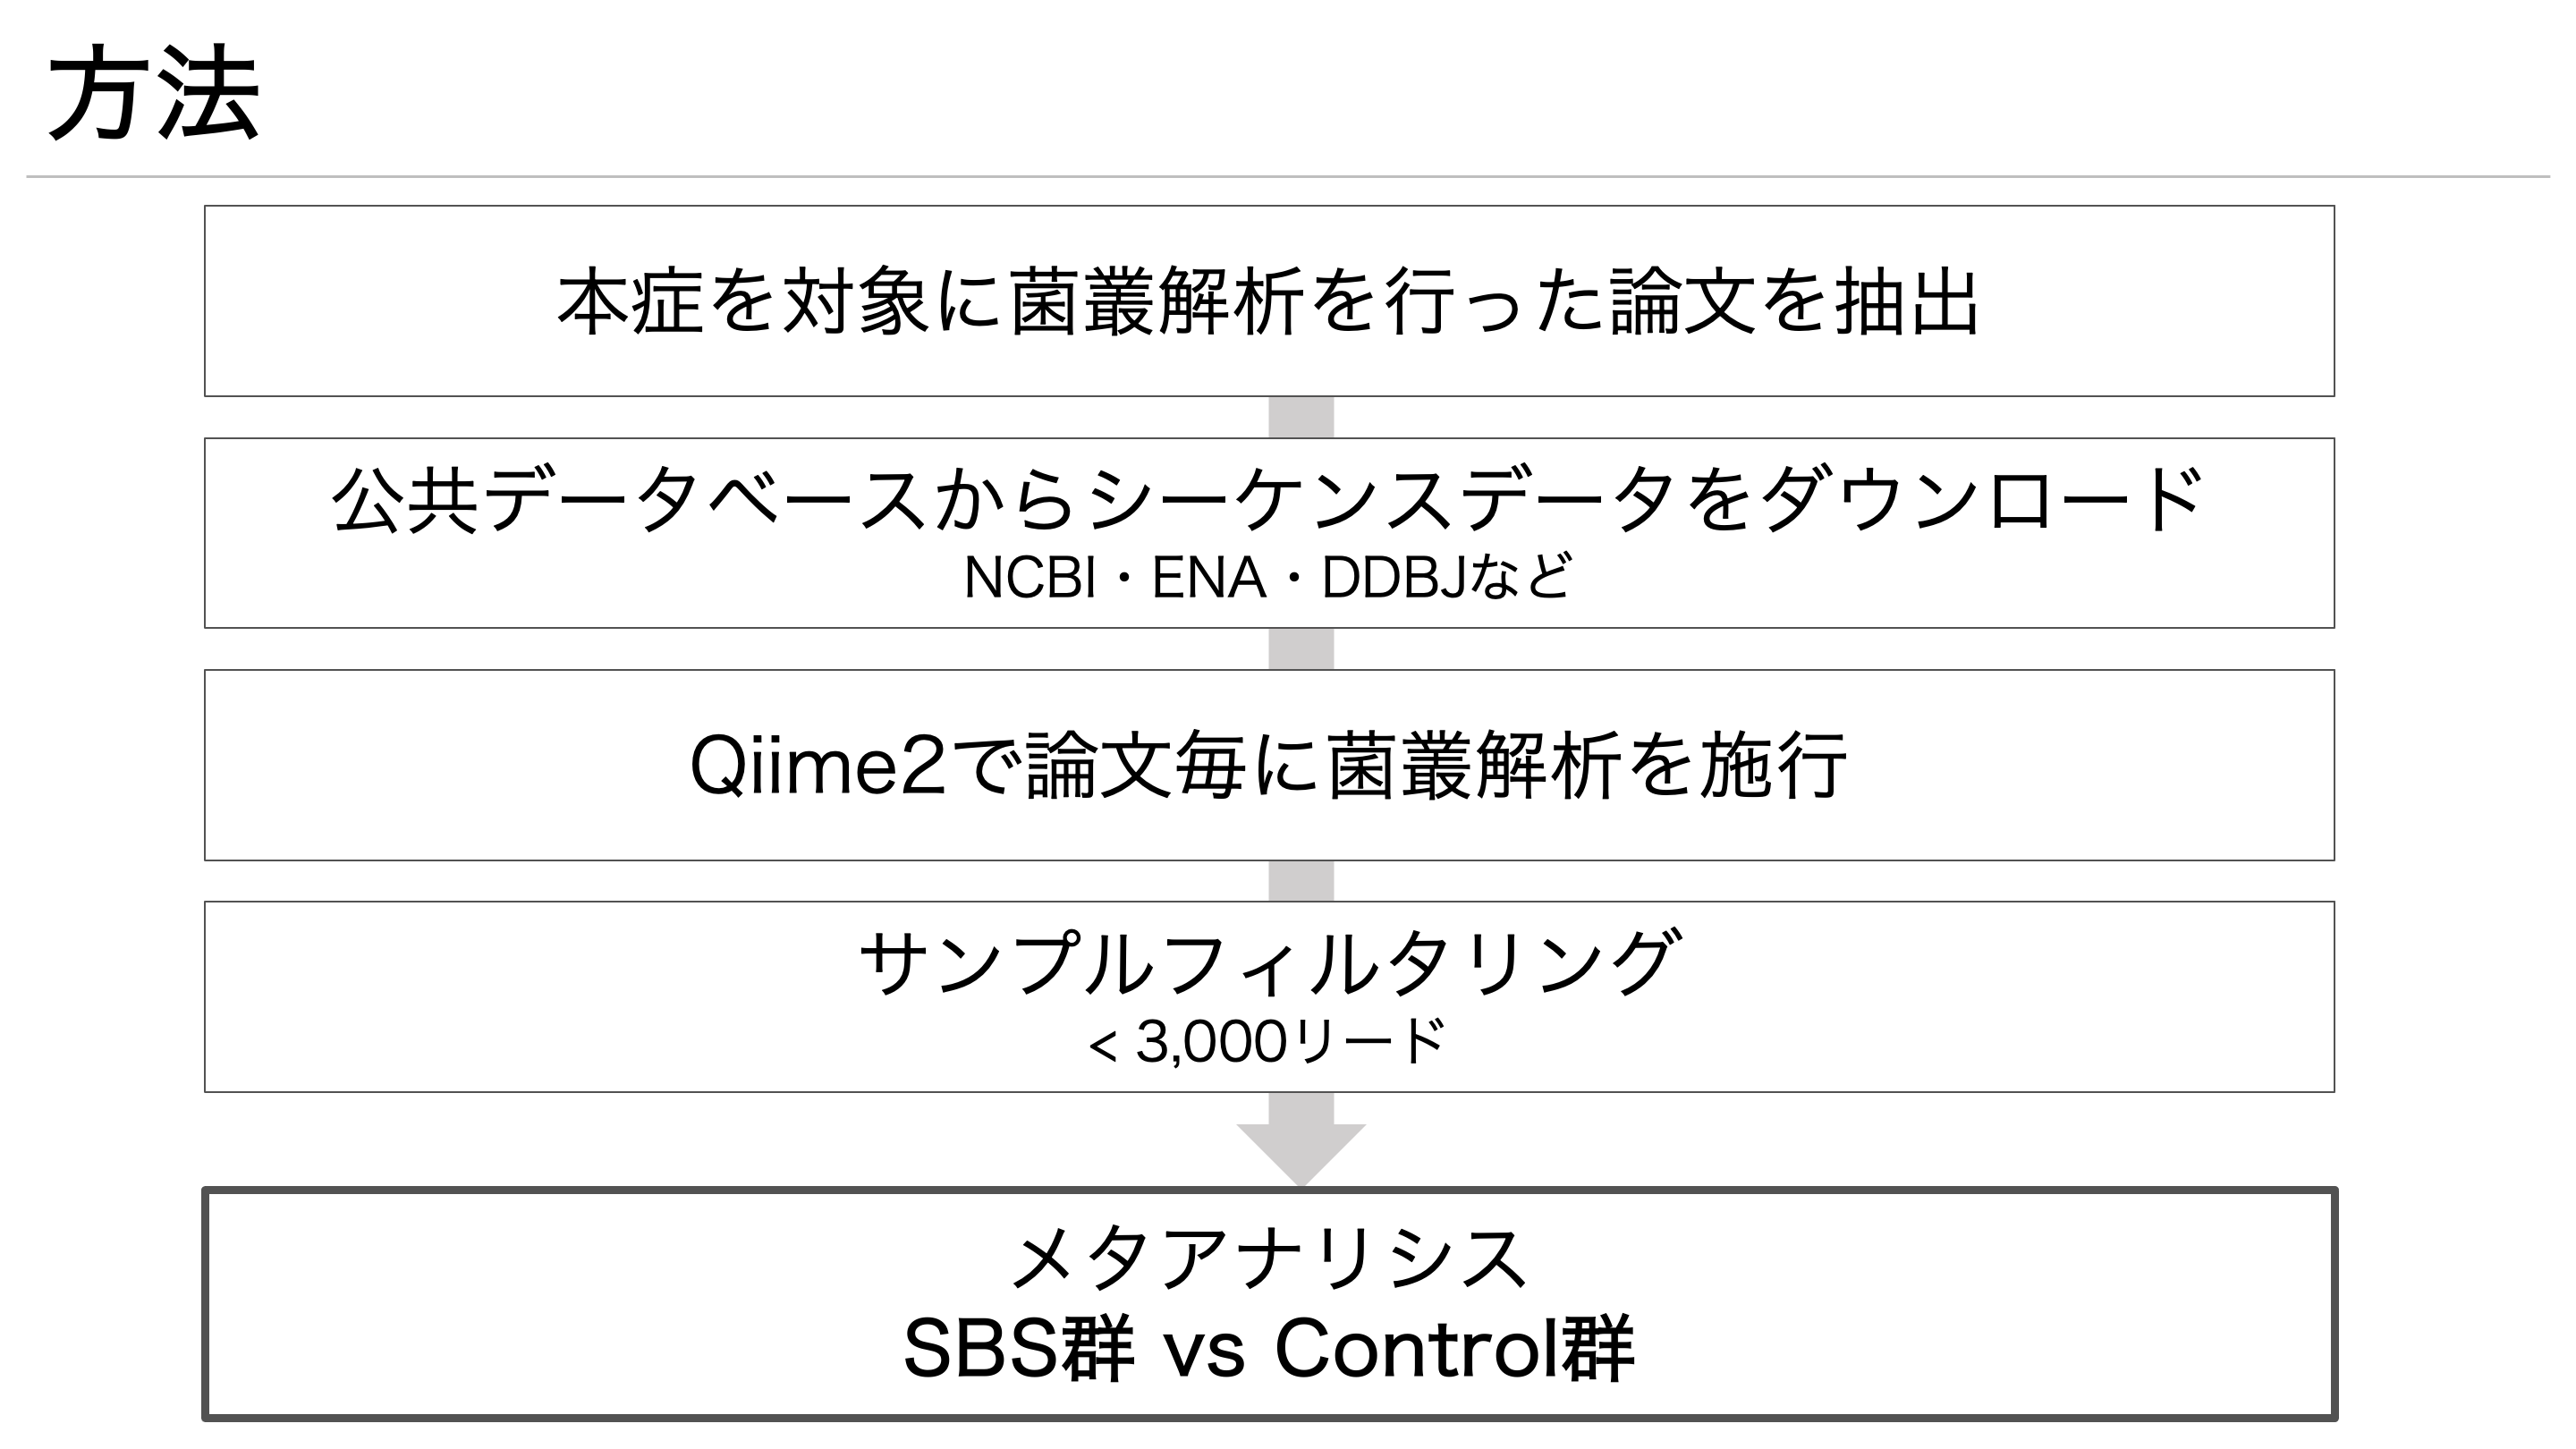 方法
本症を対象に菌叢解析を行った論文を抽出
公共データベースからシーケンスデータをダウンロード
NCBI・ENA・DDBJなど
Qiime2で論文毎に菌叢解析を施行
サンプルフィルタリング
< 3,000リード
メタアナリシス
SBS群 vs Control群